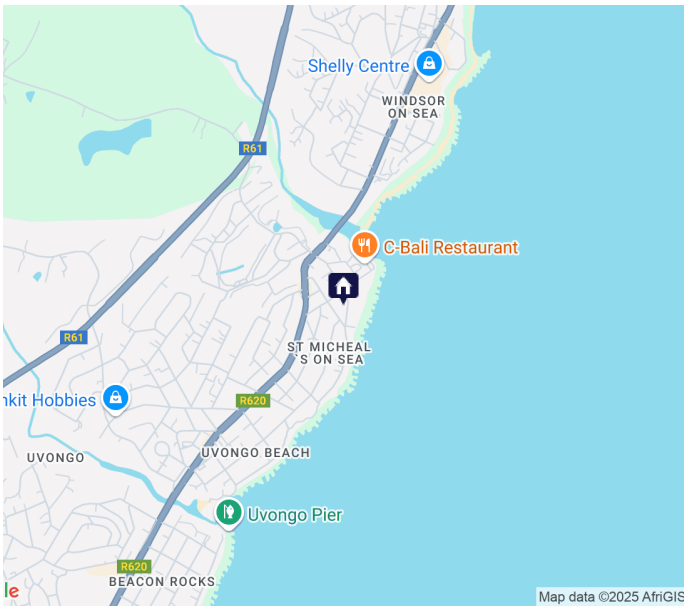 Shelly Centre
WINDSOR
ON SEA
R61
C-Bali Restaurant
ST MICHEAL
`S ON SEA
R61
nkit Hobbies
R620
UVONGO BEACH
UVONGO
Uvongo Pier
R620
BEACON ROCKS
le
Map data ©2025 AfriGIS